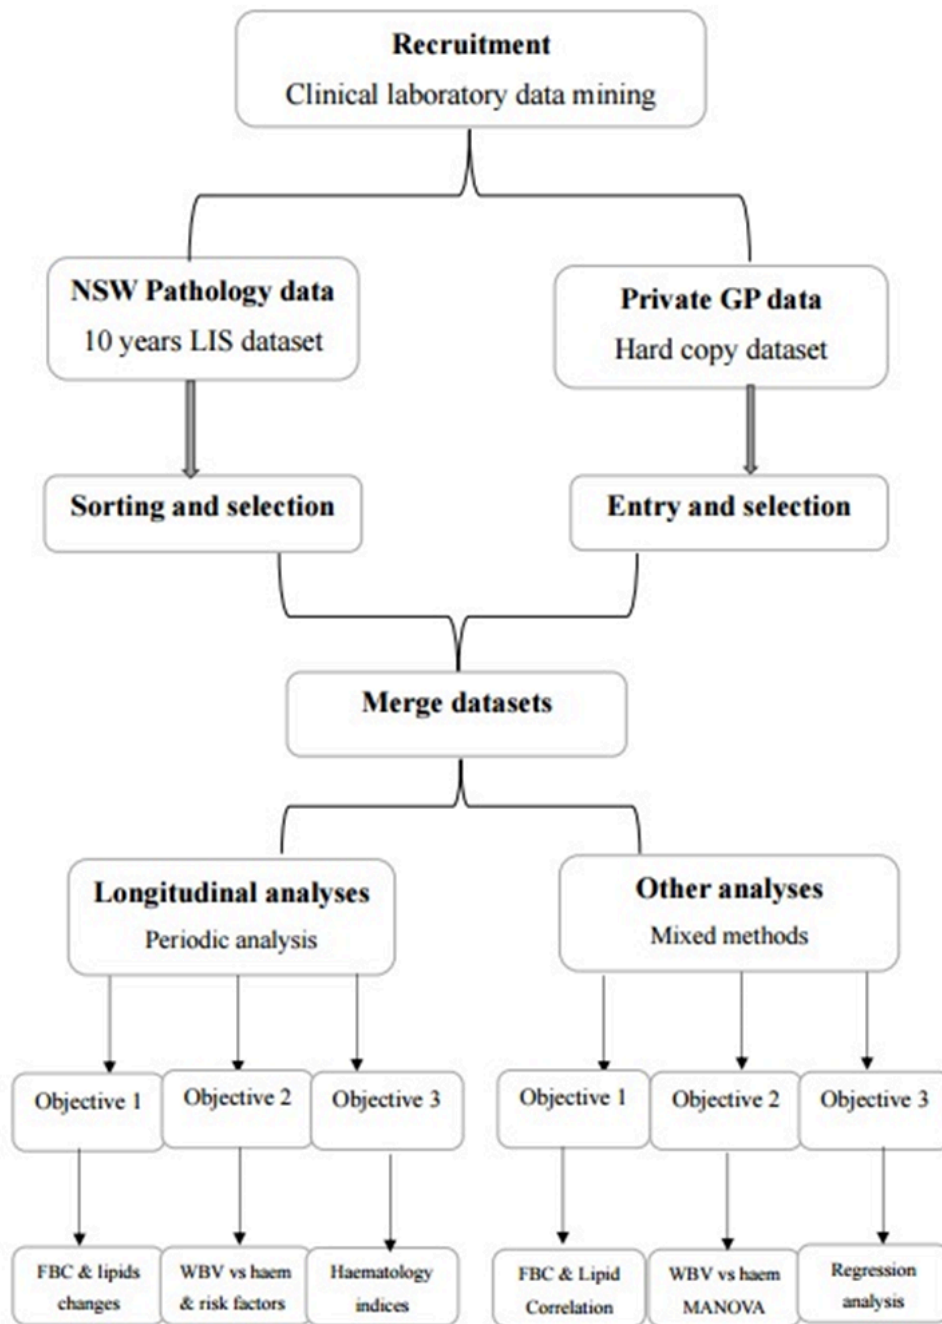 Recruitment
Clinical laboratory data mining
NSW Pathology data
10 years LIS dataset
Private GP data
Hard copy dataset
Sorting and selection
Entry and selection
Merge datasets
Longitudinal analyses
Periodic analysis
Other analyses
Mixed methods
Objective 1
Objective 2
Objective 3
Objective 1
Objective 2
Objective 3
FBC & lipids
changes
WBV vs haem
& risk factors
Haematology
indices
FBC & Lipid
Correlation
WBV vs haem
MANOVA
Regression
analysis